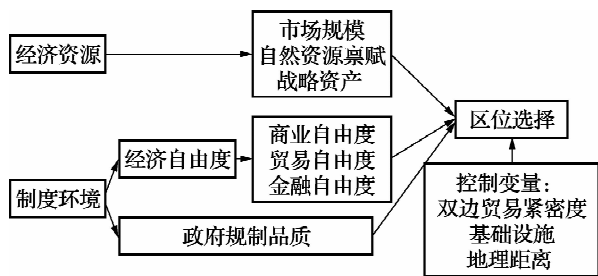 经济资源
市场规模
自然资源禀赋
战略资产
区位选择
制度环境
经济自由度
商业自由度
贸易自由度
金融自由度
政府规制品质
控制变量：
双边贸易紧密度
基础设施
地理距离